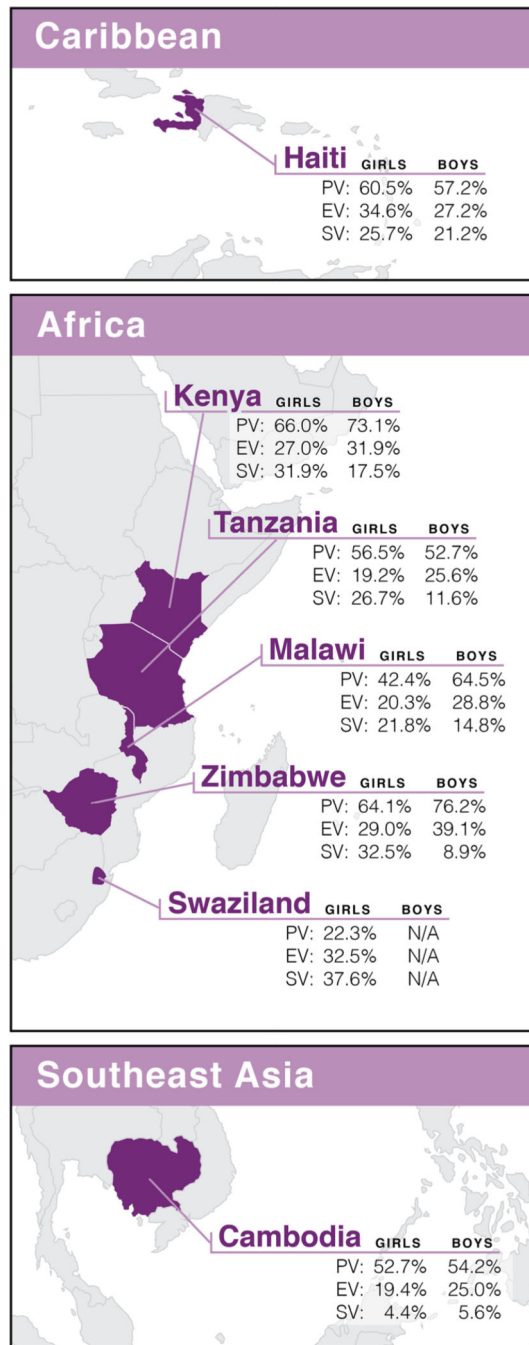 Caribbean
Haiti GIRLS BOYS
PV: 60.5% 57.2%
EV: 34.6% 27.2%
SV: 25.7% 21.2%
Africa
Kenya GIRLS BOYS
PV: 66.0% 73.1%
EV: 27.0% 31.9%
SV: 31.9% 17.5%
Tanzania GIRLS BOYS
PV: 56.5% 52.7%
EV: 19.2% 25.6%
SV: 26.7% 11.6%
Malawi GIRLS BOYS
PV: 42.4% 64.5%
EV: 20.3% 28.8%
SV: 21.8% 14.8%
Zimbabwe GIRLS BOYS
PV: 64.1% 76.2%
EV: 29.0% 39.1%
SV: 32.5% 8.9%
Swaziland GIRLS BOYS
PV: 22.3% N/A
EV: 32.5% N/A
SV: 37.6% N/A
Southeast Asia
Cambodia GIRLS BOYS
PV: 52.7% 54.2%
EV: 19.4% 25.0%
SV: 4.4% 5.6%